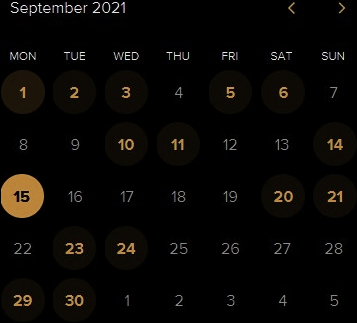 September 2021
MON TUE WED THU FRI SAT SUN
1 2 3 4 5 6 7
8 9 10 11 12 13 14
15 16 17 18 19 20 21
22 23 24 25 26 27 28
29 30 1 2 3 4 5